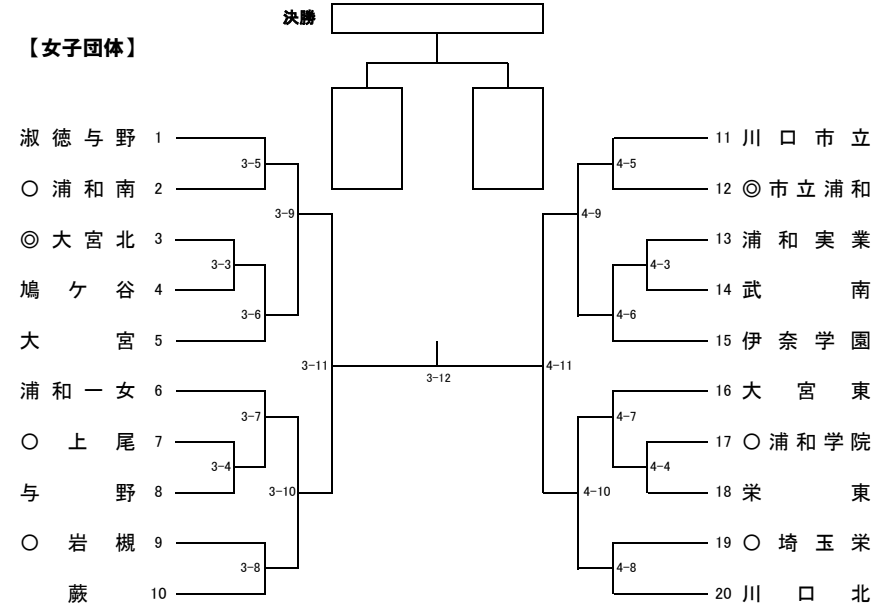 決勝
【女子団体】
淑徳与野 1
○浦和南 2
◎大宮北 3
鳩ケ谷 4
大宮 5
浦和一女 6
○上尾 7
与野 8
○岩槻 9
蕨 10
3-5
3-9
3-3
3-6
3-11
3-7
3-4
3-10
3-8
3-12
4-5
4-9
4-3
4-6
4-11
4-7
4-4
4-10
4-8
11 川口市立
12 ◎市立浦和
13 浦和実業
14 武南
15 伊奈学園
16 大宮東
17 ○浦和学院
18 栄東
19 ○埼玉栄
20 川口北